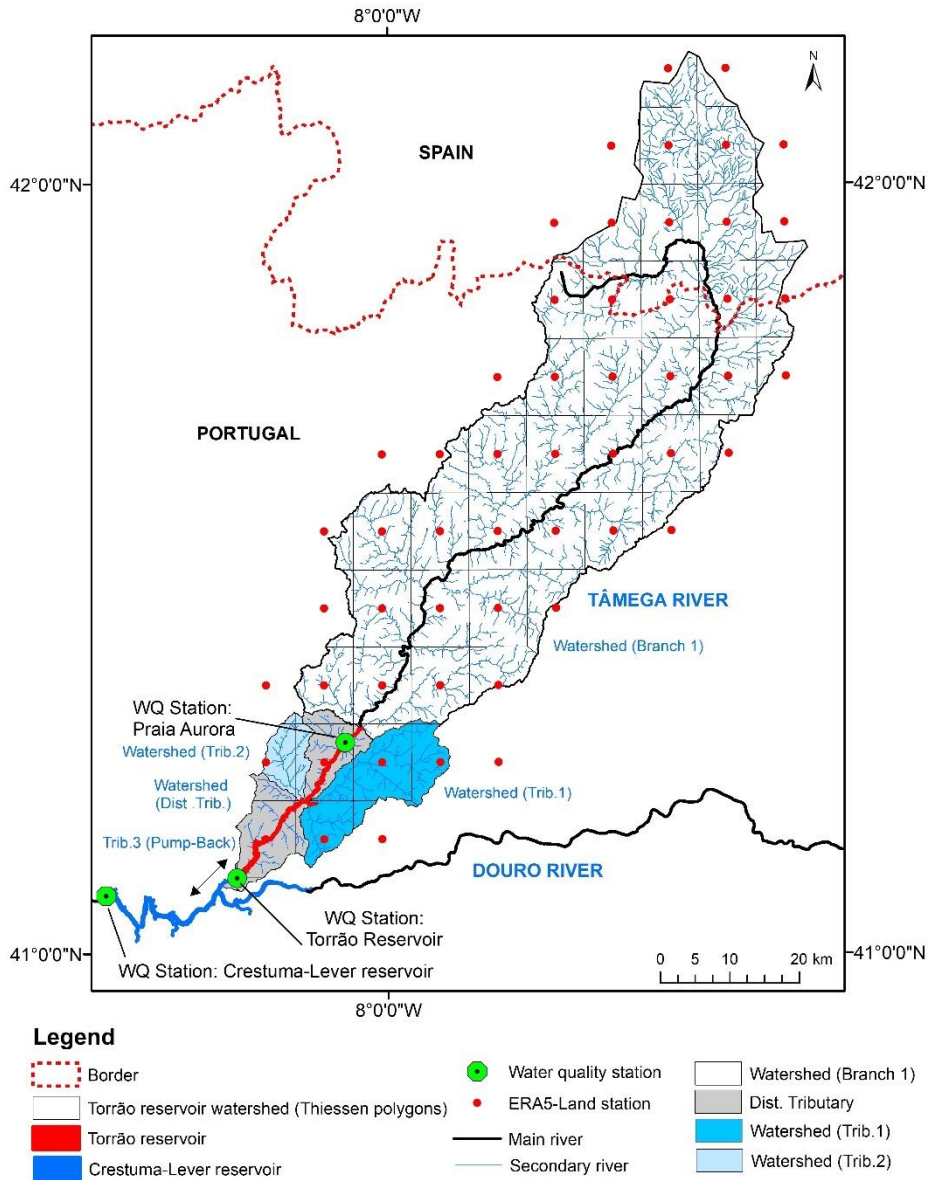 8°0'0"W
N
SPAIN
42°0'0"N
42°0'0"N
PORTUGAL
TÂMEGA RIVER
Watershed (Branch 1)
WQ Station:
Praia Aurora
Watershed (Trib.2)
Watershed
(Dist .Trib.)
Watershed (Trib.1)
Trib.3 (Pump-Back)
DOURO RIVER
WQ Station:
Torrão Reservoir
WQ Station: Crestuma-Lever reservoir
41°0'0"N
41°0'0"N
0 5 10 20 km
8°0'0"W
Legend
Border
Torrão reservoir watershed (Thiessen polygons)
Torrão reservoir
Crestuma-Lever reservoir
Water quality station
ERA5-Land station
Main river
Secondary river
Watershed (Branch 1)
Dist. Tributary
Watershed (Trib.1)
Watershed (Trib.2)